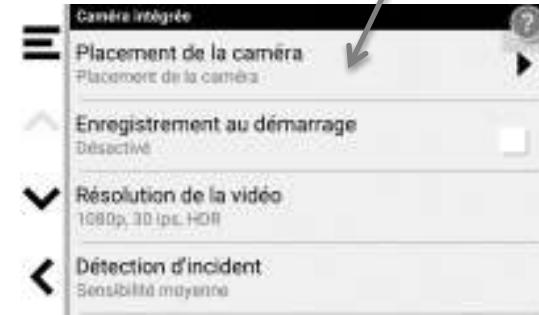 Caméra intégrée
?
Placement de la caméra
Placement de la caméra
Enregistrement au démarrage
Désactivé
Résolution de la vidéo
1080p, 30 ips, HDR
Détection d'incident
Sensibilité moyenne